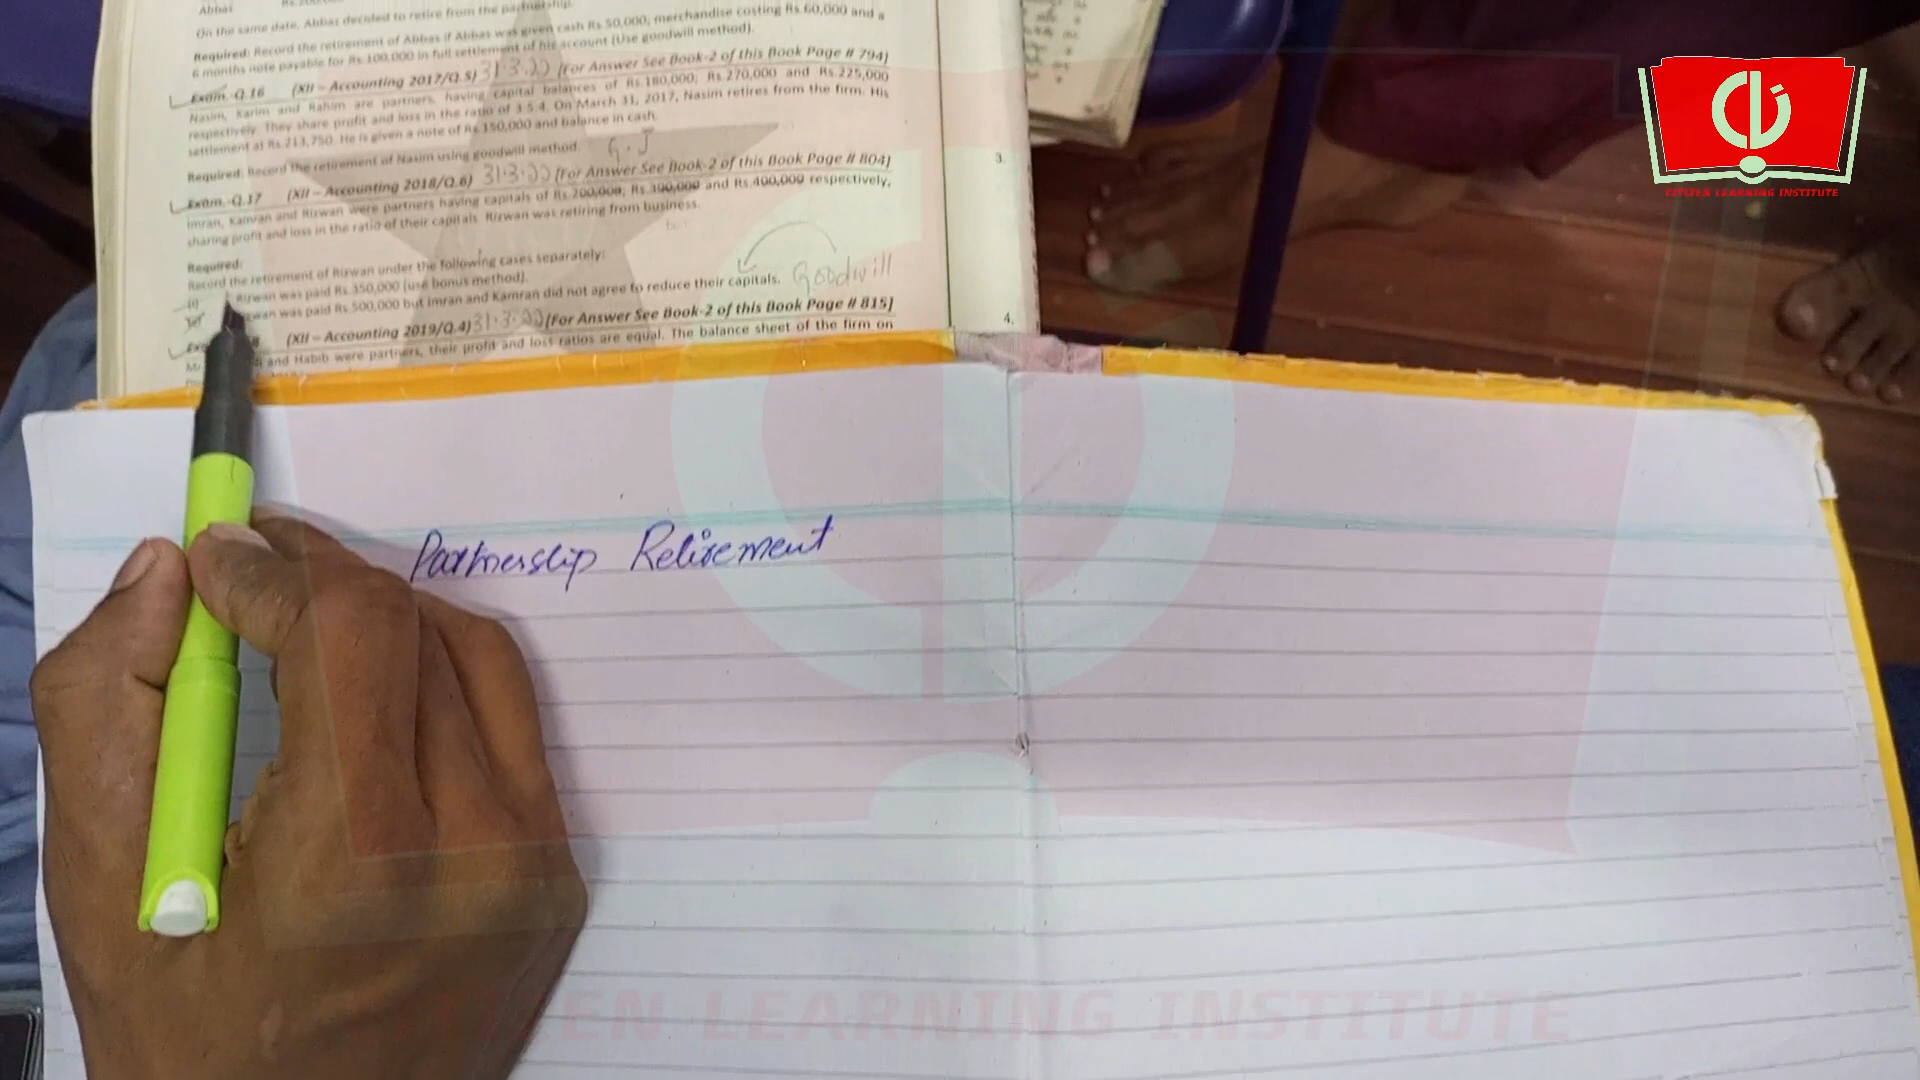 Abbas
On the same date, Abbas decided to retire from the partnership.
Required: Record the retirement of Abbas if Abbas was given cash Rs. 50,000; merchandise costing Rs.60,000 and a
6 months note payable for Rs.100,000 in full settlement of his account (Use goodwill method).
Exam.-Q.16 (XII – Accounting 2017/Q.5) 31.3.22 [For Answer See Book-2 of this Book Page # 794]
Nasim, Karim and Rahim are partners, having capital balances of Rs.180,000; Rs.270,000 and Rs.225,000
respectively. They share profit and loss in the ratio of 3:5:4. On March 31, 2017, Nasim retires from the firm. His
settlement at Rs.213,750. He is given a note of Rs.150,000 and balance in cash.
Required: Record the retirement of Nasim using goodwill method. G.J
Exam.-Q.17 (XII – Accounting 2018/Q.6) 31.3.22 [For Answer See Book-2 of this Book Page # 804]
Imran, Kamran and Rizwan were partners having capitals of Rs.200,000; Rs.300,000 and Rs.400,000 respectively,
sharing profit and loss in the ratio of their capitals. Rizwan was retiring from business.
Required:
Record the retirement of Rizwan under the following cases separately:
(i) Rizwan was paid Rs.350,000 (use bonus method).
was paid Rs.500,000 but Imran and Kamran did not agree to reduce their capitals. Goodwill
(XII – Accounting 2019/Q.4) 31.3.22 [For Answer See Book-2 of this Book Page # 815]
Mr. and Habib were partners, their profit and loss ratios are equal. The balance sheet of the firm on
3.
4.
CITIZEN LEARNING INSTITUTE
Partnership Retirement
CITIZEN LEARNING INSTITUTE